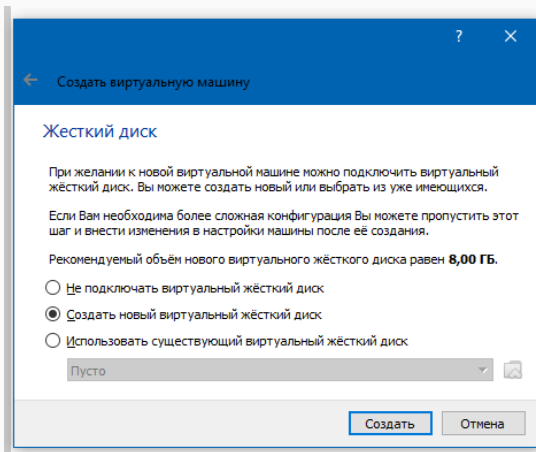 Создать виртуальную машину
Жесткий диск
При желании к новой виртуальной машине можно подключить виртуальный
жёсткий диск. Вы можете создать новый или выбрать из уже имеющихся.
Если Вам необходима более сложная конфигурация Вы можете пропустить этот
шаг и внести изменения в настройки машины после её создания.
Рекомендуемый объём нового виртуального жёсткого диска равен 8,00 ГБ.
Не подключать виртуальный жёсткий диск
Создать новый виртуальный жёсткий диск
Использовать существующий виртуальный жёсткий диск
Пусто
Создать Отмена